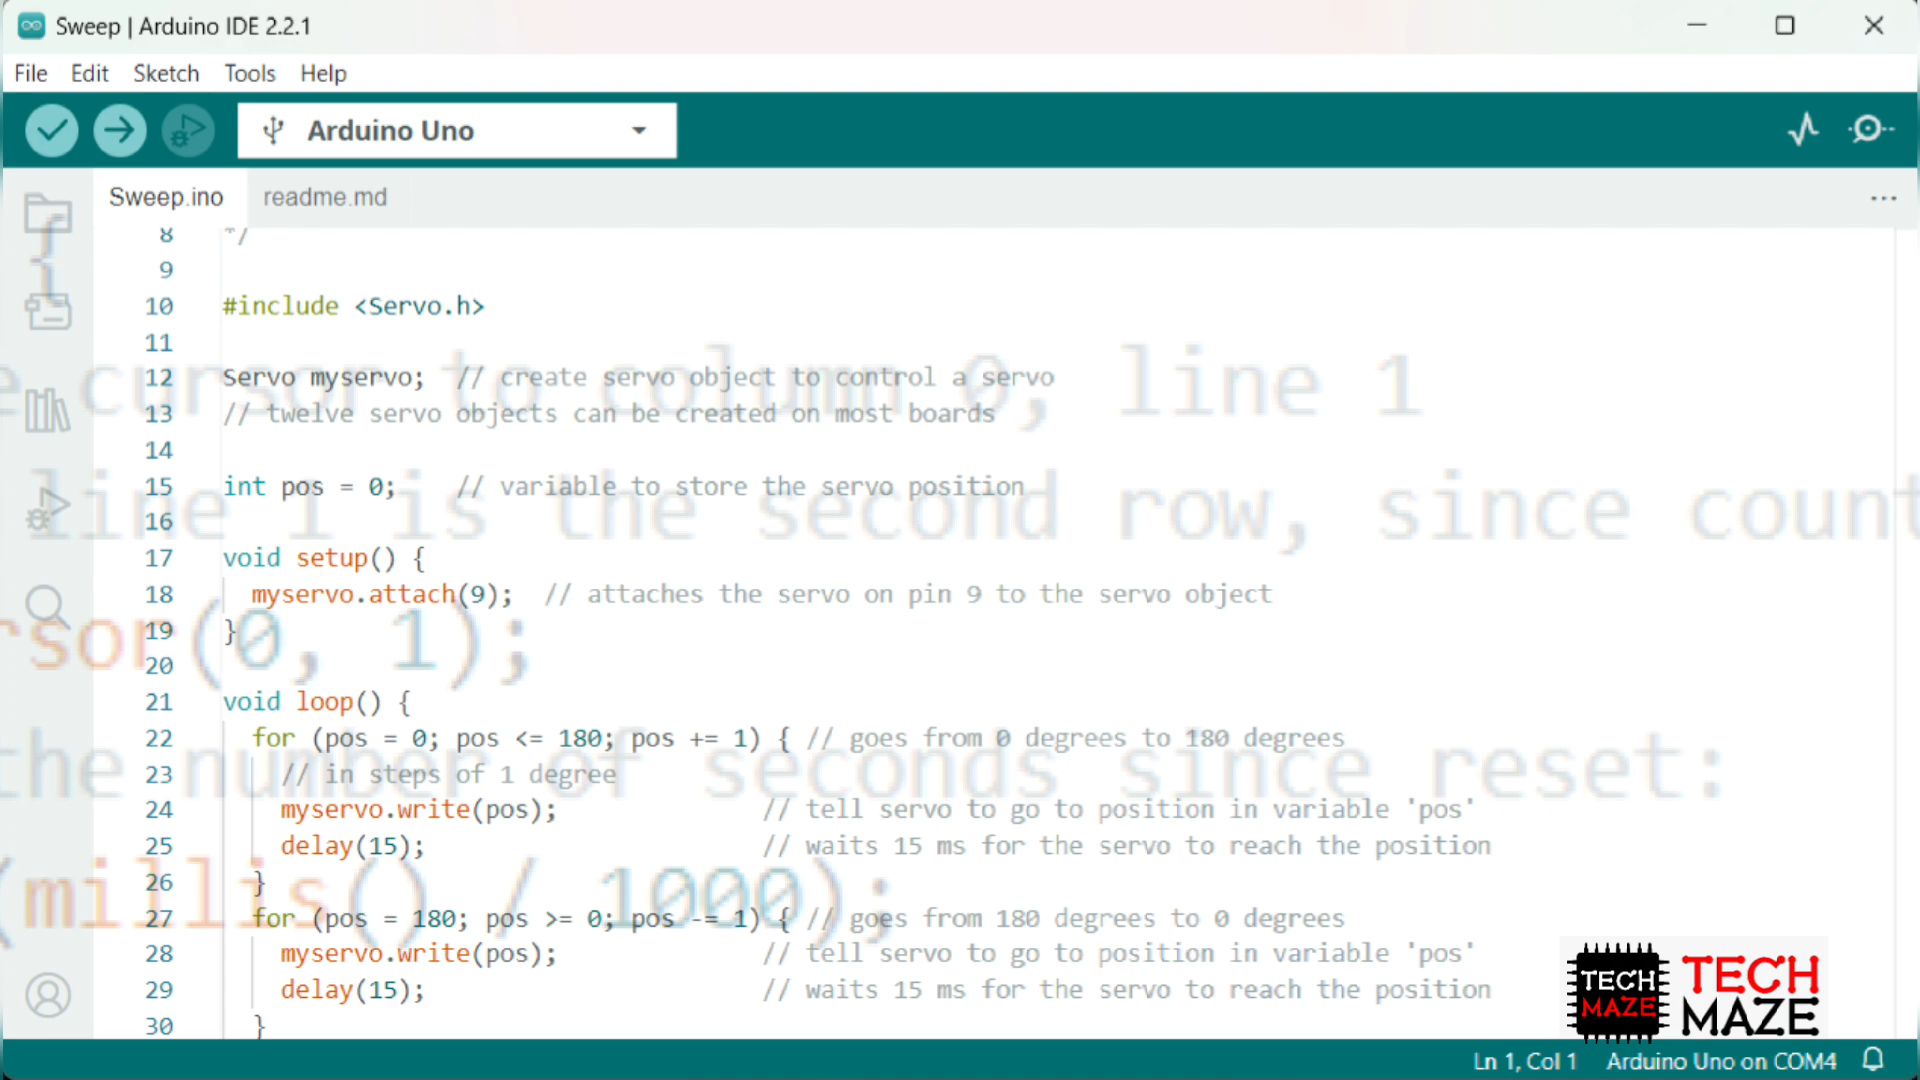 Sweep | Arduino IDE 2.2.1
File Edit Sketch Tools Help
Arduino Uno
Sweep.ino readme.md
8 */
9
10 #include <Servo.h>
11
12 Servo myservo; // create servo object to control a servo
13 // twelve servo objects can be created on most boards
14
15 int pos = 0; // variable to store the servo position
16
17 void setup() {
18 myservo.attach(9); // attaches the servo on pin 9 to the servo object
19 }
20
21 void loop() {
22 for (pos = 0; pos <= 180; pos += 1) { // goes from 0 degrees to 180 degrees
23 // in steps of 1 degree
24 myservo.write(pos); // tell servo to go to position in variable 'pos'
25 delay(15); // waits 15 ms for the servo to reach the position
26 }
27 for (pos = 180; pos >= 0; pos -= 1) { // goes from 180 degrees to 0 degrees
28 myservo.write(pos); // tell servo to go to position in variable 'pos'
29 delay(15); // waits 15 ms for the servo to reach the position
30 }
{
e cursor to column 0, line 1
line 1 is the second row, since count
rsor(0, 1);
the number of seconds since reset:
(millis() / 1000);
TECH MAZE
TECH MAZE
Ln 1, Col 1 Arduino Uno on COM4